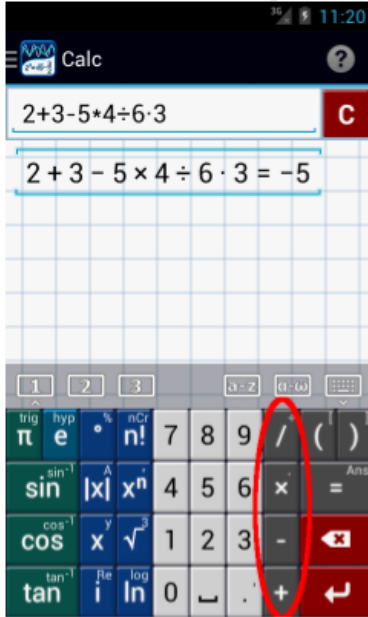 3G 11:20
Calc ?
2+3-5*4÷6·3 C
2 + 3 − 5 × 4 ÷ 6 · 3 = −5
1 2 3 a-z α-ω
trig hyp % nCr
π e ° n! 7 8 9 / ( )
sin⁻¹ A Ans
sin |x| xⁿ 4 5 6 × =
cos⁻¹ y 3
cos x √ 1 2 3 -
tan⁻¹ Re log
tan i ln 0 . +